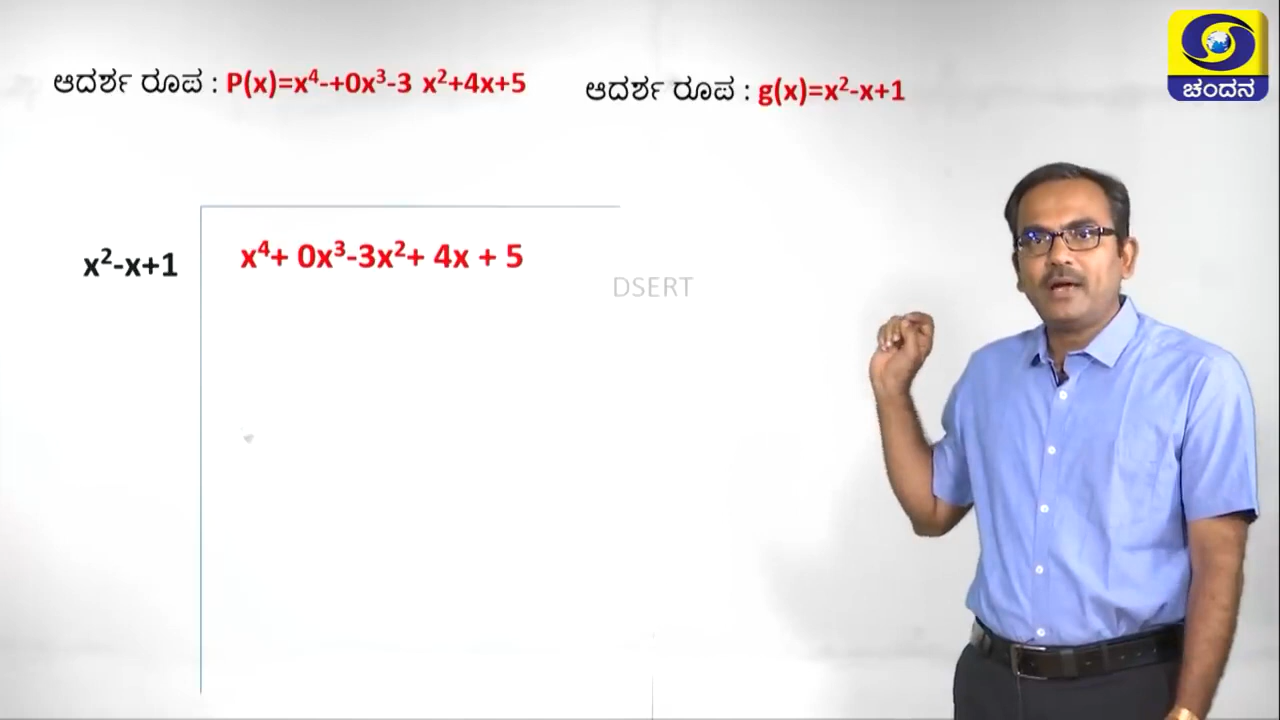 ಆದರ್ಶ ರೂಪ : P(x)=x⁴-+0x³-3 x²+4x+5
ಆದರ್ಶ ರೂಪ : g(x)=x²-x+1
ಚಂದನ
x²-x+1
x⁴+ 0x³-3x²+ 4x + 5
DSERT